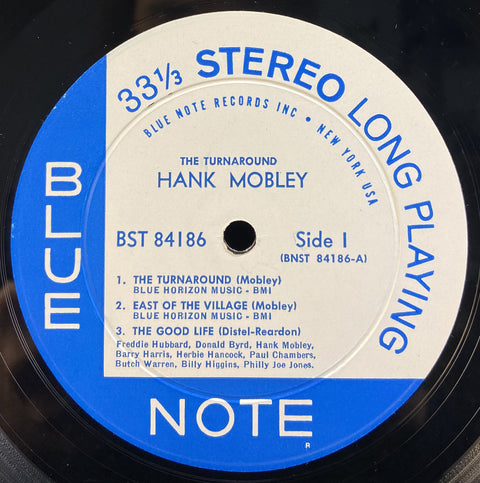 33⅓ STEREO LONG PLAYING
BLUE NOTE RECORDS INC • NEW YORK USA
THE TURNAROUND
HANK MOBLEY
BST 84186
Side 1
(BNST 84186-A)
1. THE TURNAROUND (Mobley)
BLUE HORIZON MUSIC - BMI
2. EAST OF THE VILLAGE (Mobley)
BLUE HORIZON MUSIC - BMI
3. THE GOOD LIFE (Distel-Reardon)
Freddie Hubbard, Donald Byrd, Hank Mobley,
Barry Harris, Herbie Hancock, Paul Chambers,
Butch Warren, Billy Higgins, Philly Joe Jones.
BLUE
NOTE
R